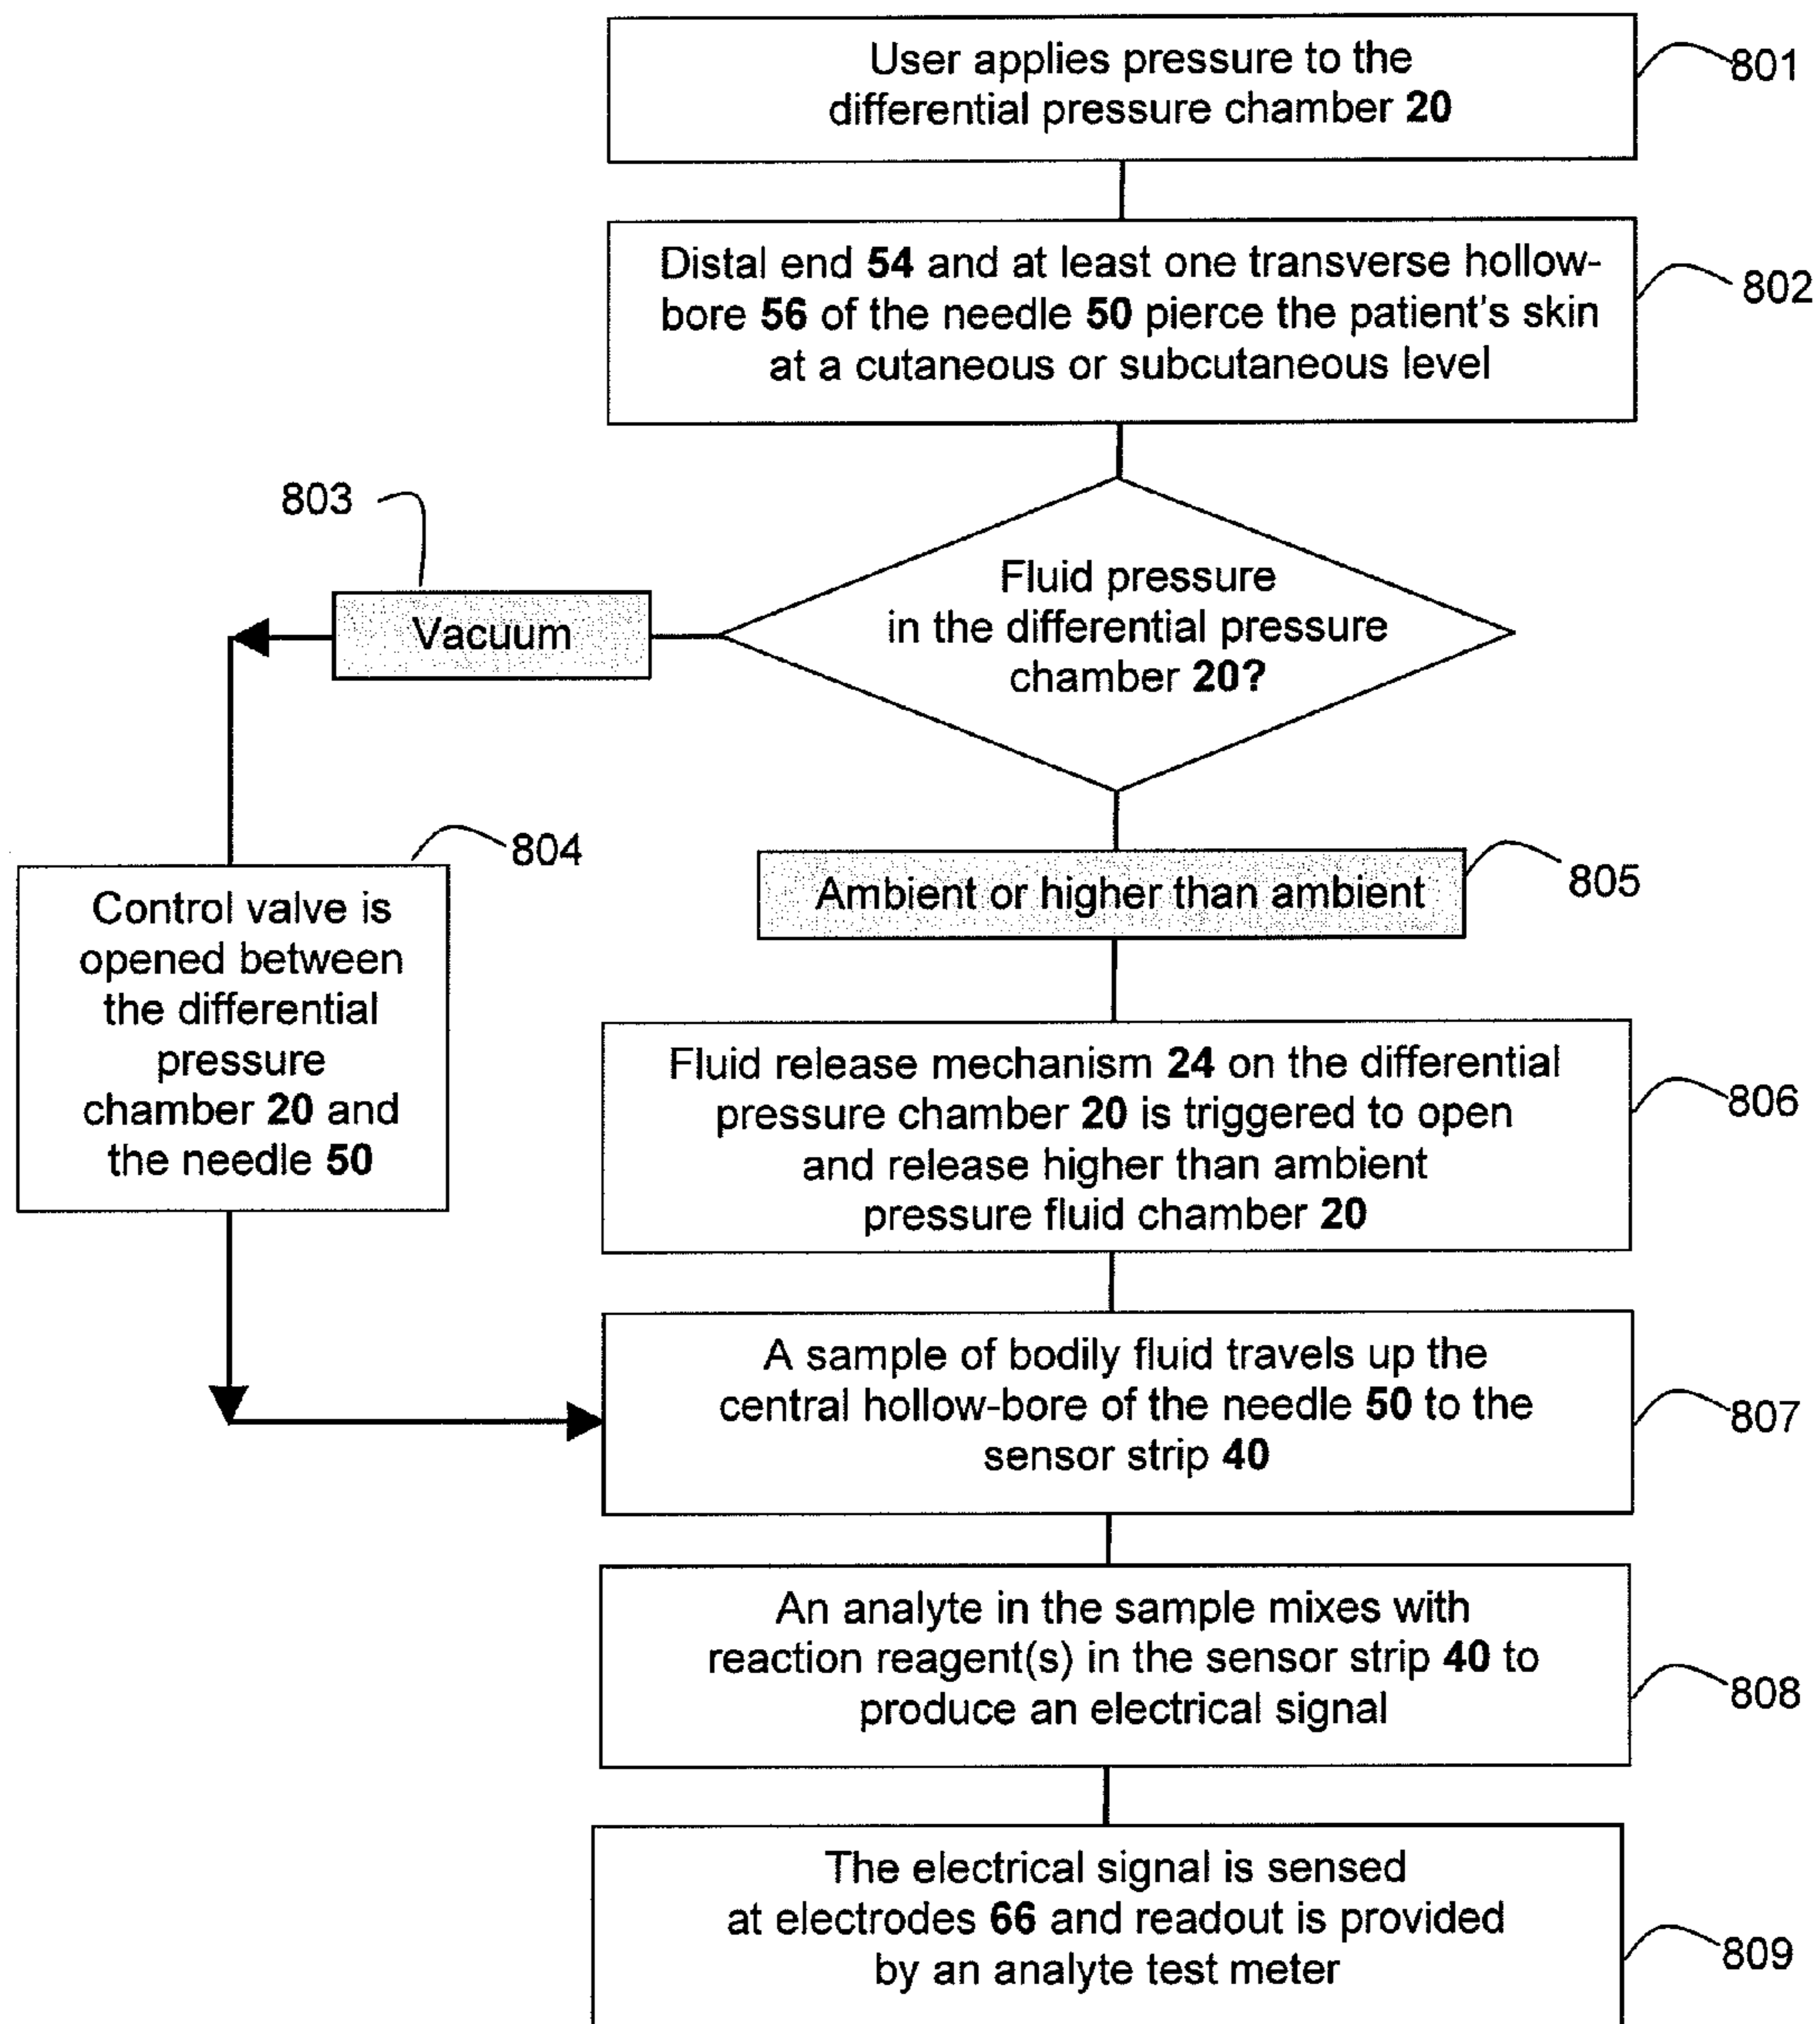 User applies pressure to the
differential pressure chamber 20
801
Distal end 54 and at least one transverse hollow-
bore 56 of the needle 50 pierce the patient's skin
at a cutaneous or subcutaneous level
802
803
Vacuum
Fluid pressure
in the differential pressure
chamber 20?
804
Control valve is
opened between
the differential
pressure
chamber 20 and
the needle 50
Ambient or higher than ambient
805
Fluid release mechanism 24 on the differential
pressure chamber 20 is triggered to open
and release higher than ambient
pressure fluid chamber 20
806
A sample of bodily fluid travels up the
central hollow-bore of the needle 50 to the
sensor strip 40
807
An analyte in the sample mixes with
reaction reagent(s) in the sensor strip 40 to
produce an electrical signal
808
The electrical signal is sensed
at electrodes 66 and readout is provided
by an analyte test meter
809